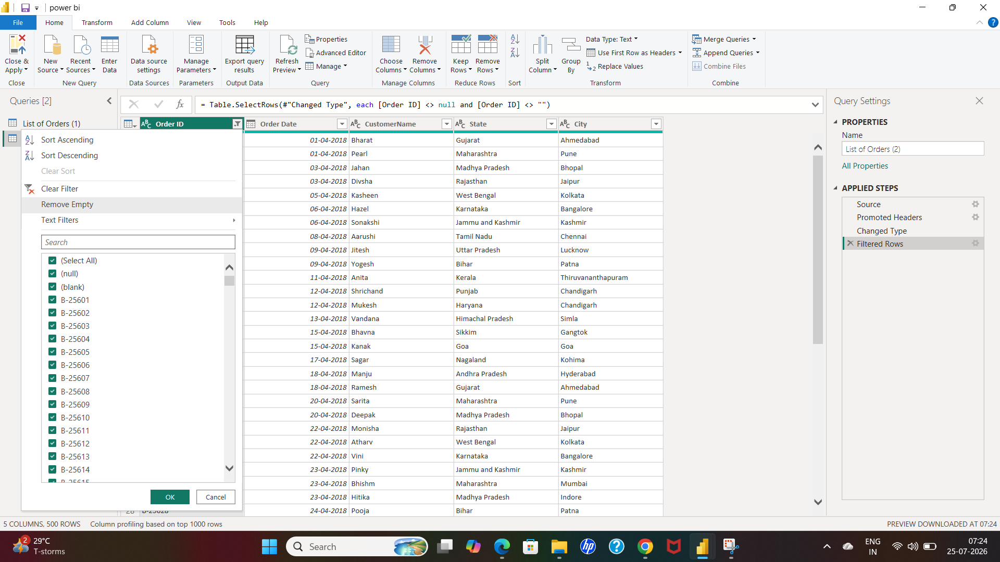 power bi
File
Home
Transform
Add Column
View
Tools
Help
Close & Apply
New Source
Recent Sources
Enter Data
Data source settings
Manage Parameters
Export query results
Refresh Preview
Properties
Advanced Editor
Manage
Choose Columns
Remove Columns
Keep Rows
Remove Rows
Split Column
Group By
Data Type: Text
Use First Row as Headers
Replace Values
Merge Queries
Append Queries
Combine Files
Close
New Query
Data Sources
Parameters
Output Data
Query
Manage Columns
Reduce Rows
Sort
Transform
Combine
Queries [2]
List of Orders (1)
= Table.SelectRows(#"Changed Type", each [Order ID] <> null and [Order ID] <> "")
Order ID
Order Date
CustomerName
State
City
Sort Ascending
Sort Descending
Clear Sort
Clear Filter
Remove Empty
Text Filters
Search
(Select All)
(null)
(blank)
B-25601
B-25602
B-25603
B-25604
B-25605
B-25606
B-25607
B-25608
B-25609
B-25610
B-25611
B-25612
B-25613
B-25614
B-25615
OK
Cancel
01-04-2018 Bharat Gujarat Ahmedabad
01-04-2018 Pearl Maharashtra Pune
03-04-2018 Jahan Madhya Pradesh Bhopal
03-04-2018 Divsha Rajasthan Jaipur
05-04-2018 Kasheen West Bengal Kolkata
06-04-2018 Hazel Karnataka Bangalore
06-04-2018 Sonakshi Jammu and Kashmir Kashmir
08-04-2018 Aarushi Tamil Nadu Chennai
09-04-2018 Jitesh Uttar Pradesh Lucknow
09-04-2018 Yogesh Bihar Patna
11-04-2018 Anita Kerala Thiruvananthapuram
12-04-2018 Shrichand Punjab Chandigarh
12-04-2018 Mukesh Haryana Chandigarh
13-04-2018 Vandana Himachal Pradesh Simla
15-04-2018 Bhavna Sikkim Gangtok
15-04-2018 Kanak Goa Goa
17-04-2018 Sagar Nagaland Kohima
18-04-2018 Manju Andhra Pradesh Hyderabad
18-04-2018 Ramesh Gujarat Ahmedabad
20-04-2018 Sarita Maharashtra Pune
20-04-2018 Deepak Madhya Pradesh Bhopal
22-04-2018 Monisha Rajasthan Jaipur
22-04-2018 Atharv West Bengal Kolkata
22-04-2018 Vini Karnataka Bangalore
23-04-2018 Pinky Jammu and Kashmir Kashmir
23-04-2018 Bhishm Maharashtra Mumbai
23-04-2018 Hitika Madhya Pradesh Indore
28 B-25628 24-04-2018 Pooja Bihar Patna
Query Settings
PROPERTIES
Name
List of Orders (2)
All Properties
APPLIED STEPS
Source
Promoted Headers
Changed Type
Filtered Rows
5 COLUMNS, 500 ROWS
Column profiling based on top 1000 rows
PREVIEW DOWNLOADED AT 07:24
2
29°C
T-storms
Search
ENG
IN
07:24
25-07-2026